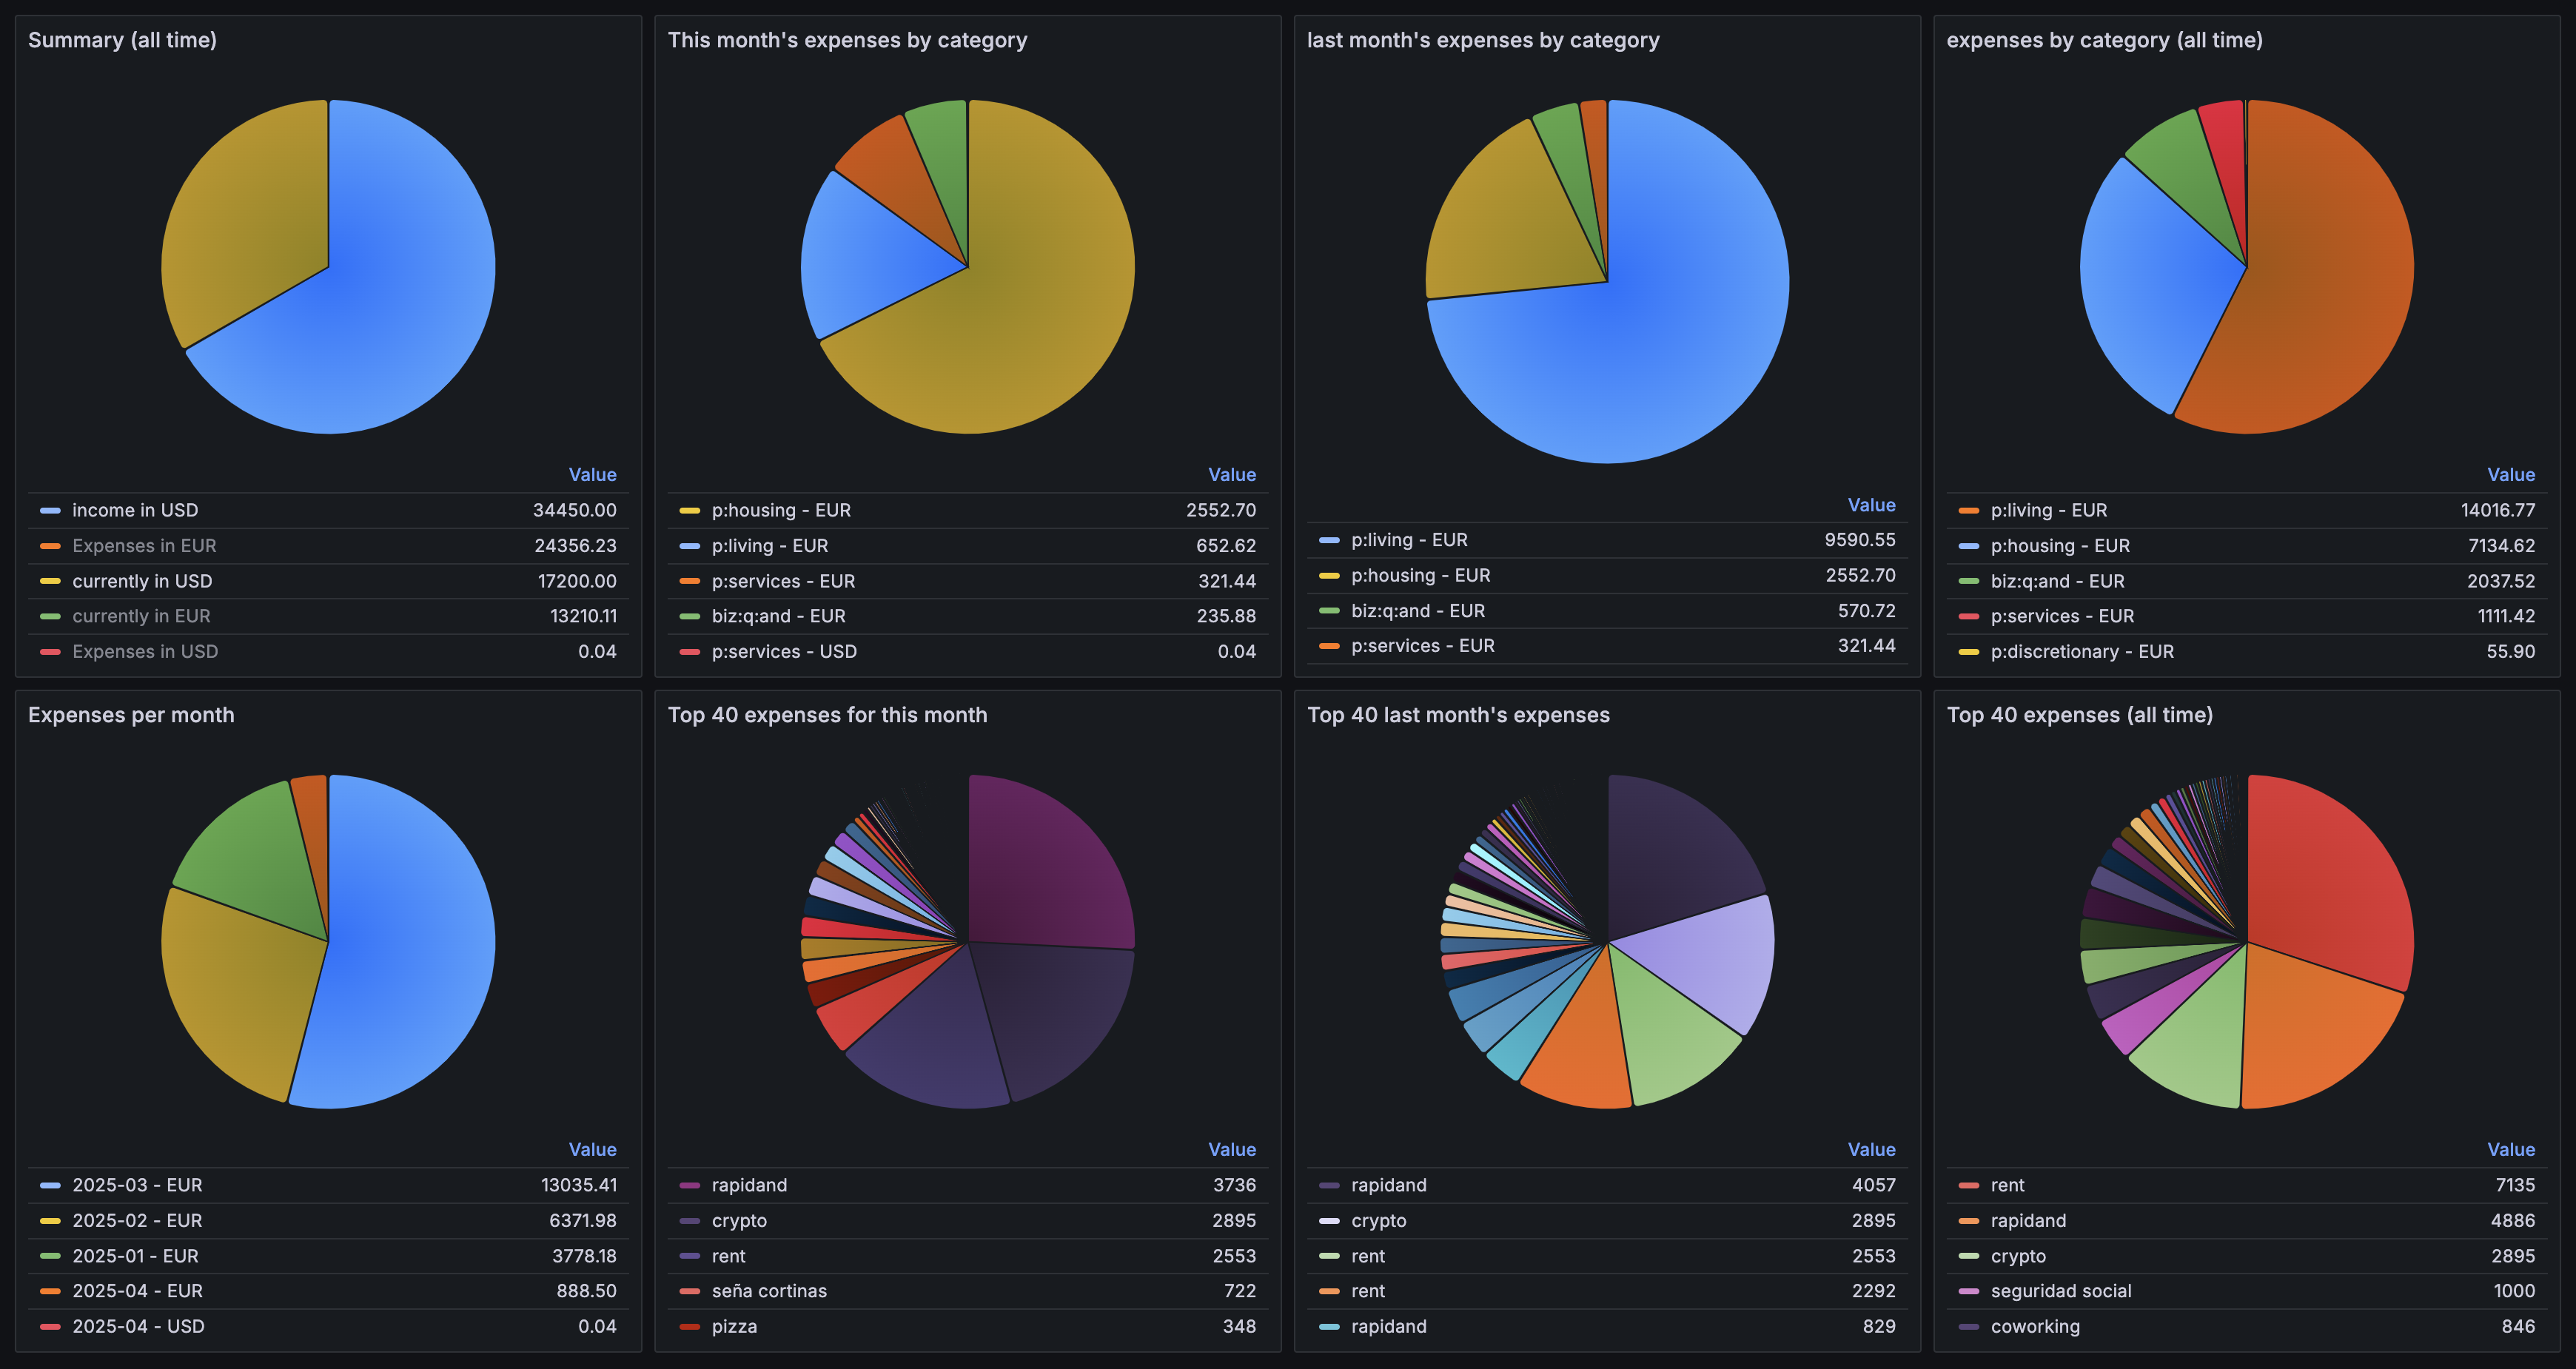 Summary (all time)
Value
income in USD 34450.00
Expenses in EUR 24356.23
currently in USD 17200.00
currently in EUR 13210.11
Expenses in USD 0.04
This month's expenses by category
Value
p:housing - EUR 2552.70
p:living - EUR 652.62
p:services - EUR 321.44
biz:q:and - EUR 235.88
p:services - USD 0.04
last month's expenses by category
Value
p:living - EUR 9590.55
p:housing - EUR 2552.70
biz:q:and - EUR 570.72
p:services - EUR 321.44
expenses by category (all time)
Value
p:living - EUR 14016.77
p:housing - EUR 7134.62
biz:q:and - EUR 2037.52
p:services - EUR 1111.42
p:discretionary - EUR 55.90
Expenses per month
Value
2025-03 - EUR 13035.41
2025-02 - EUR 6371.98
2025-01 - EUR 3778.18
2025-04 - EUR 888.50
2025-04 - USD 0.04
Top 40 expenses for this month
Value
rapidand 3736
crypto 2895
rent 2553
seña cortinas 722
pizza 348
Top 40 last month's expenses
Value
rapidand 4057
crypto 2895
rent 2553
rent 2292
rapidand 829
Top 40 expenses (all time)
Value
rent 7135
rapidand 4886
crypto 2895
seguridad social 1000
coworking 846